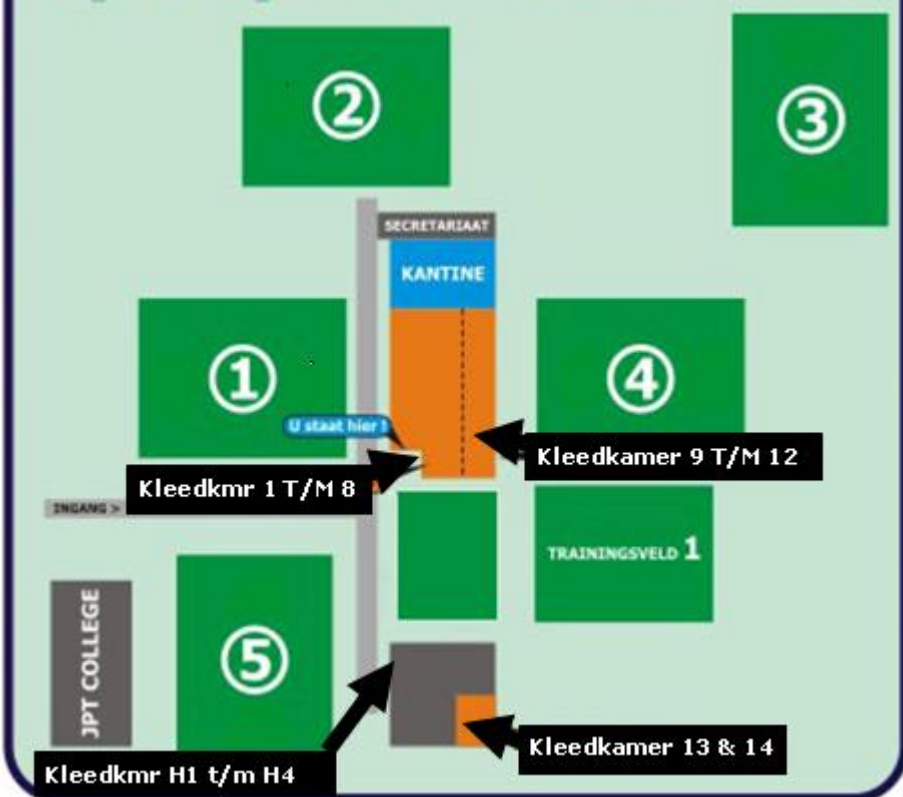 2
3
SECRETARIAAT
KANTINE
1
4
U staat hier !
Kleedkamer 9 T/M 12
Kleedkmr 1 T/M 8
INGANG >
TRAININGSVELD 1
JPT COLLEGE
5
Kleedkamer 13 & 14
Kleedkmr H1 t/m H4